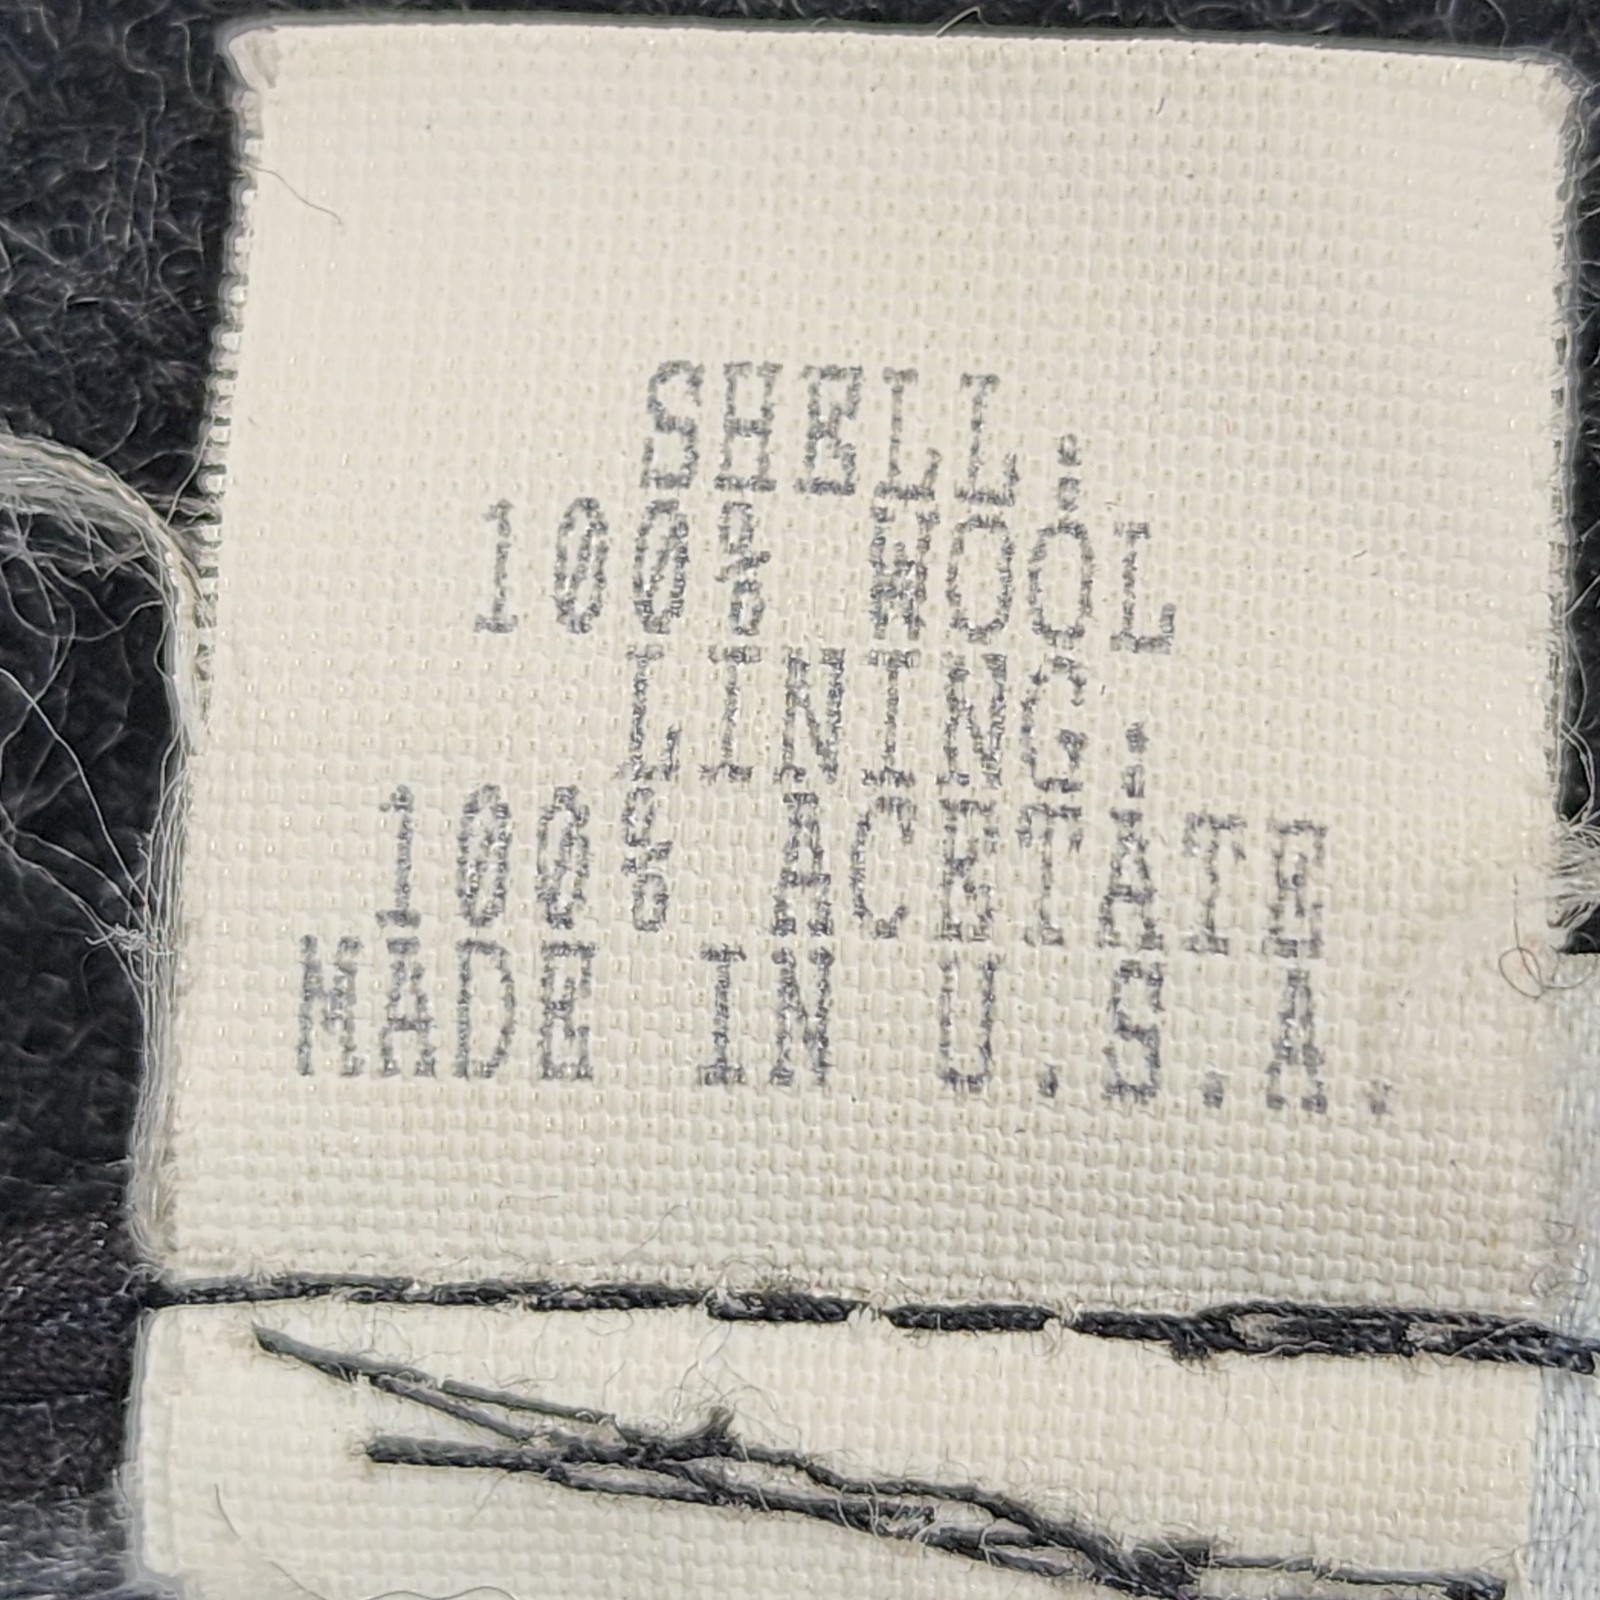 SHELL:
100% WOOL
LINING:
100% ACETATE
MADE IN U.S.A.